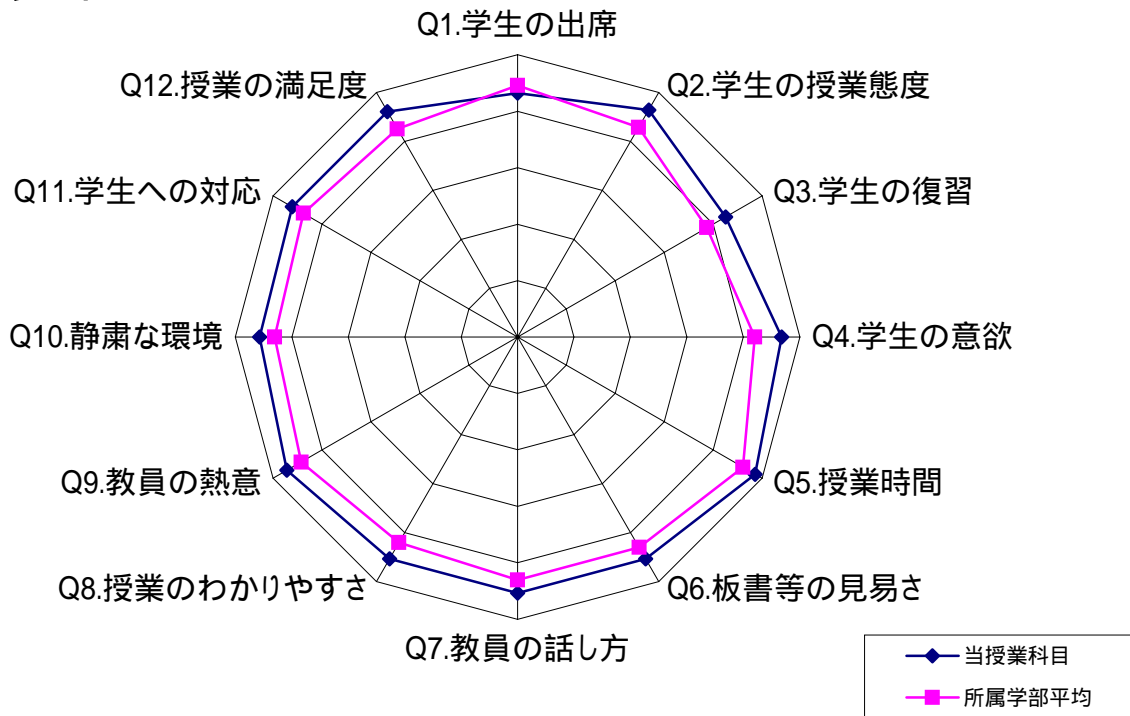 Q1.学生の出席
Q2.学生の授業態度
Q3.学生の復習
Q4.学生の意欲
Q5.授業時間
Q6.板書等の見易さ
Q7.教員の話し方
Q8.授業のわかりやすさ
Q9.教員の熱意
Q10.静粛な環境
Q11.学生への対応
Q12.授業の満足度
当授業科目
所属学部平均